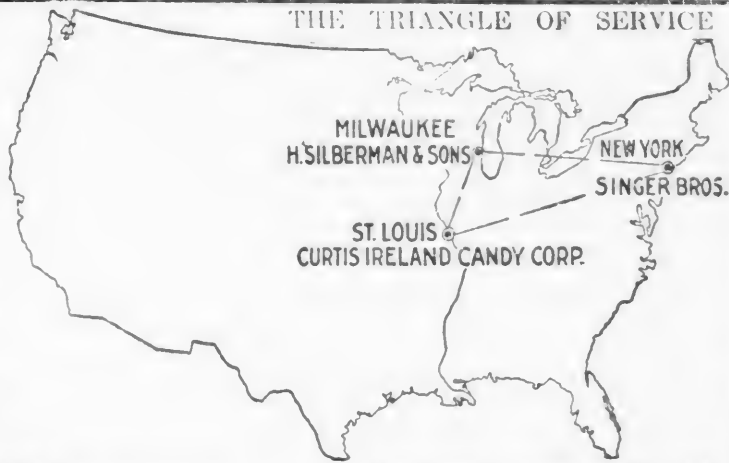 THE TRIANGLE OF SERVICE
MILWAUKEE
H. SILBERMAN & SONS
NEW YORK
SINGER BROS.
ST. LOUIS
CURTIS IRELAND CANDY CORP.